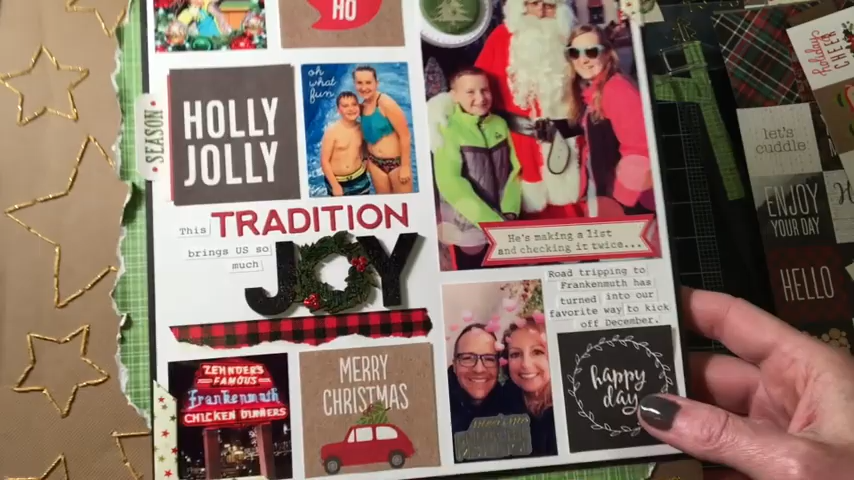 HO
SEASON
HOLLY
JOLLY
oh
what
fun
This TRADITION
brings US so
much
JOY
He's making a list
and checking it twice...
Road tripping to
Frankenmuth has
turned into our
favorite way to kick
off December.
ZEHNDER'S
FAMOUS
Frankenmuth
CHICKEN DINNERS
MERRY
CHRISTMAS
happy
day
holiday
CHEER
let's
cuddle
ENJOY
YOUR DAY
HELLO